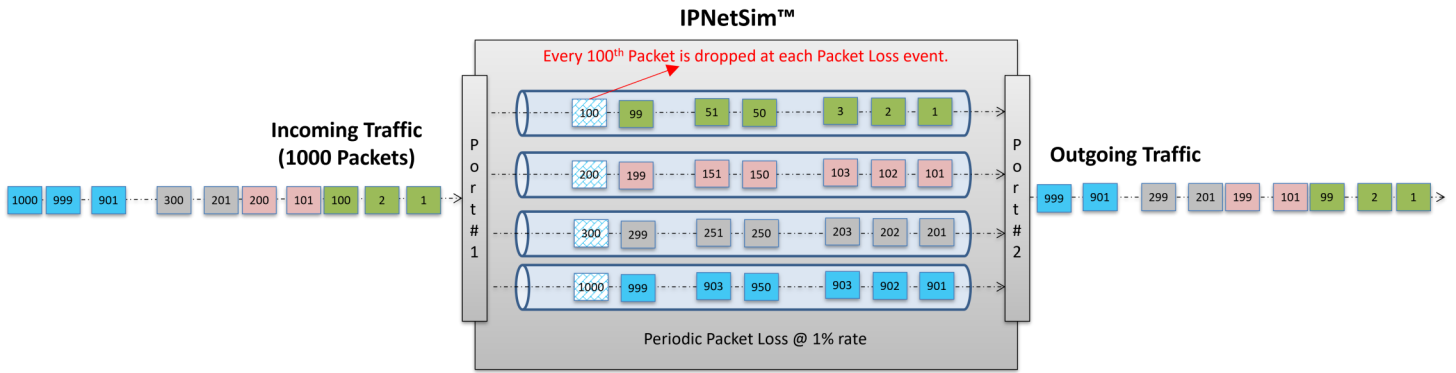 IPNetSim™
Every 100th Packet is dropped at each Packet Loss event.
Incoming Traffic
(1000 Packets)
1000 999 901 300 201 200 101 100 2 1
Port#1
100 99 51 50 3 2 1
200 199 151 150 103 102 101
300 299 251 250 203 202 201
1000 999 903 950 903 902 901
Periodic Packet Loss @ 1% rate
Port#2
Outgoing Traffic
999 901 299 201 199 101 99 2 1